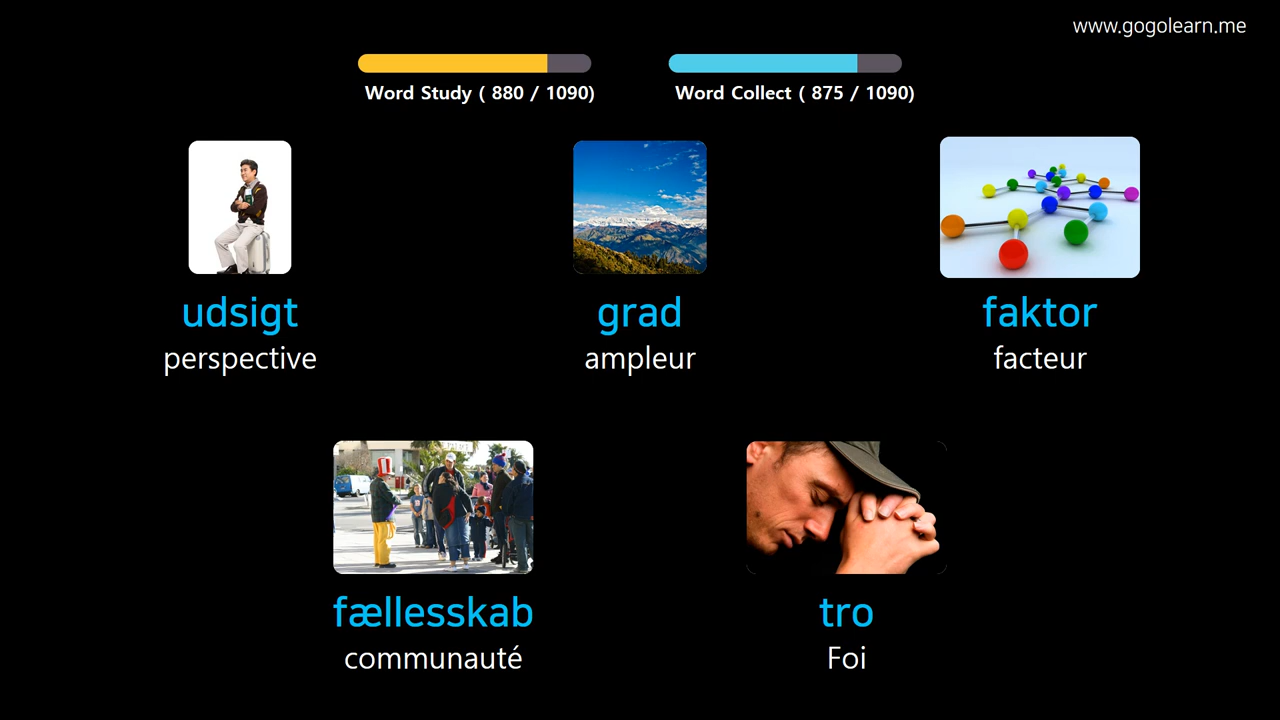 www.gogolearn.me
Word Study ( 880 / 1090)
Word Collect ( 875 / 1090)
udsigt
perspective
grad
ampleur
faktor
facteur
fællesskab
communauté
tro
Foi